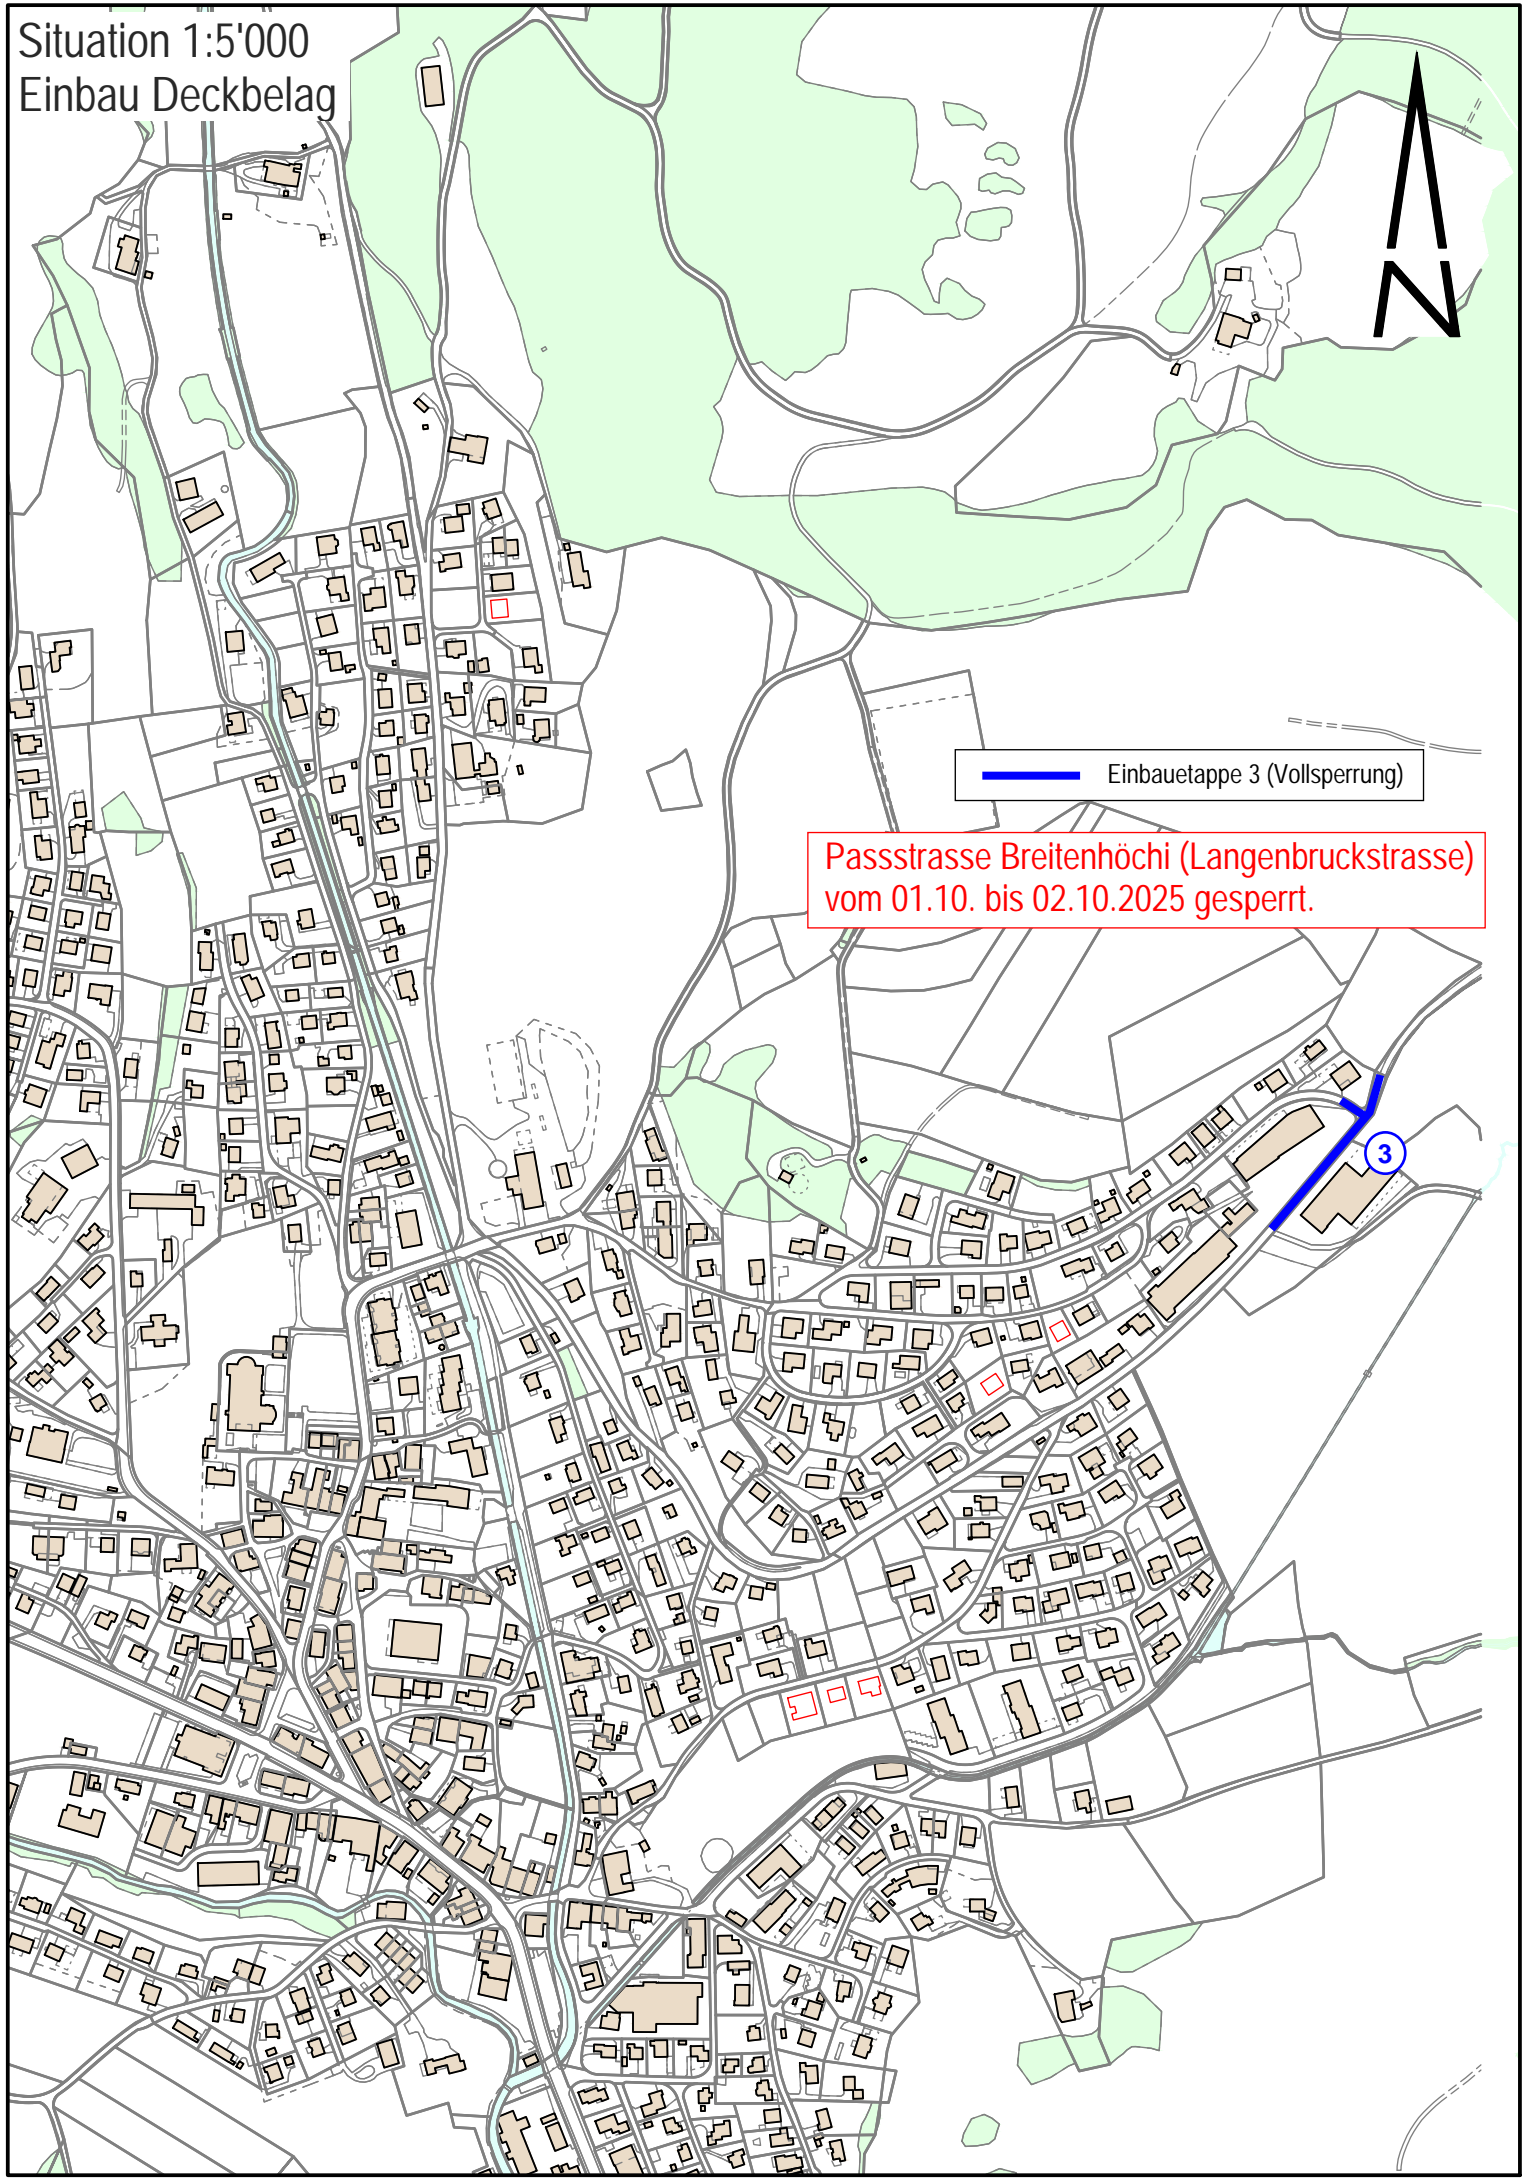 Situation 1:5'000
Einbau Deckbelag
N
Einbauetappe 3 (Vollsperrung)
Passstrasse Breitenhöchi (Langenbruckstrasse)
vom 01.10. bis 02.10.2025 gesperrt.
3